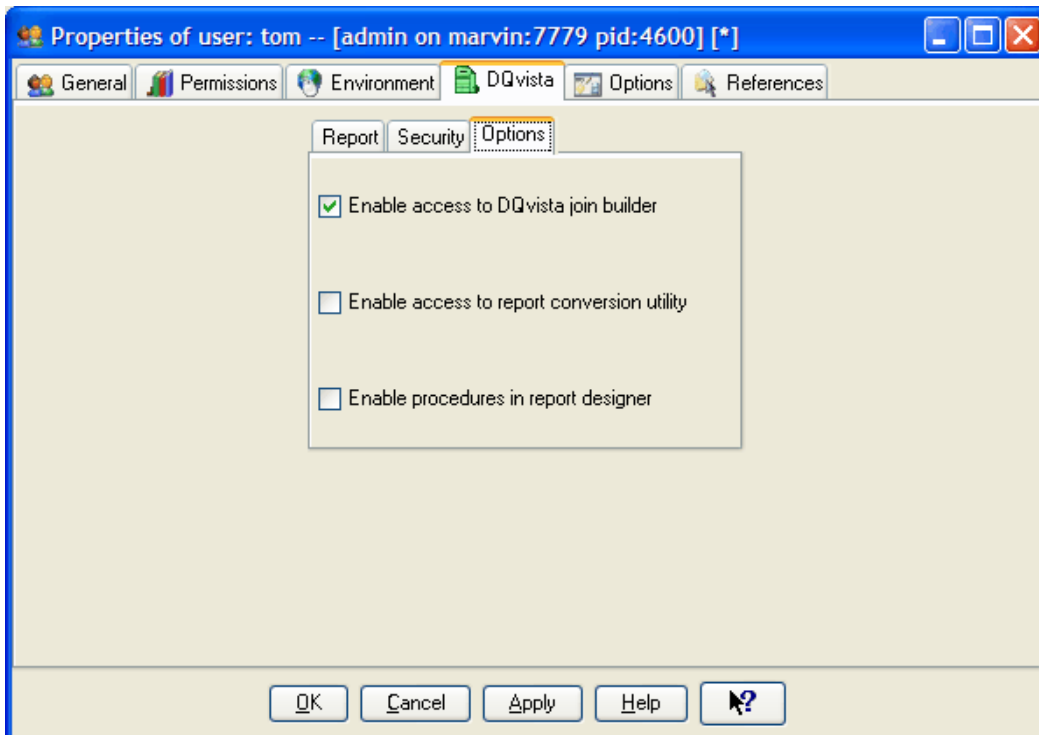 Properties of user: tom -- [admin on marvin:7779 pid:4600] [*]
General Permissions Environment DQvista Options References
Report Security Options
Enable access to DQvista join builder
Enable access to report conversion utility
Enable procedures in report designer
OK Cancel Apply Help ?